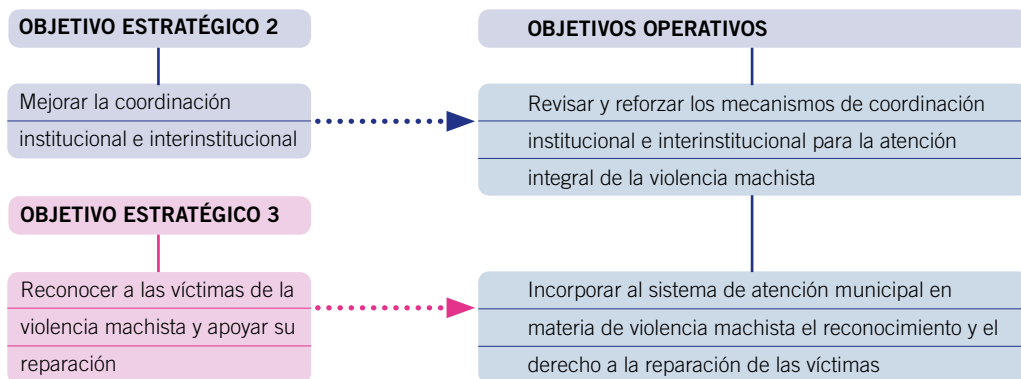 OBJETIVO ESTRATÉGICO 2
Mejorar la coordinación
institucional e interinstitucional
OBJETIVO ESTRATÉGICO 3
Reconocer a las víctimas de la
violencia machista y apoyar su
reparación
OBJETIVOS OPERATIVOS
Revisar y reforzar los mecanismos de coordinación
institucional e interinstitucional para la atención
integral de la violencia machista
Incorporar al sistema de atención municipal en
materia de violencia machista el reconocimiento y el
derecho a la reparación de las víctimas